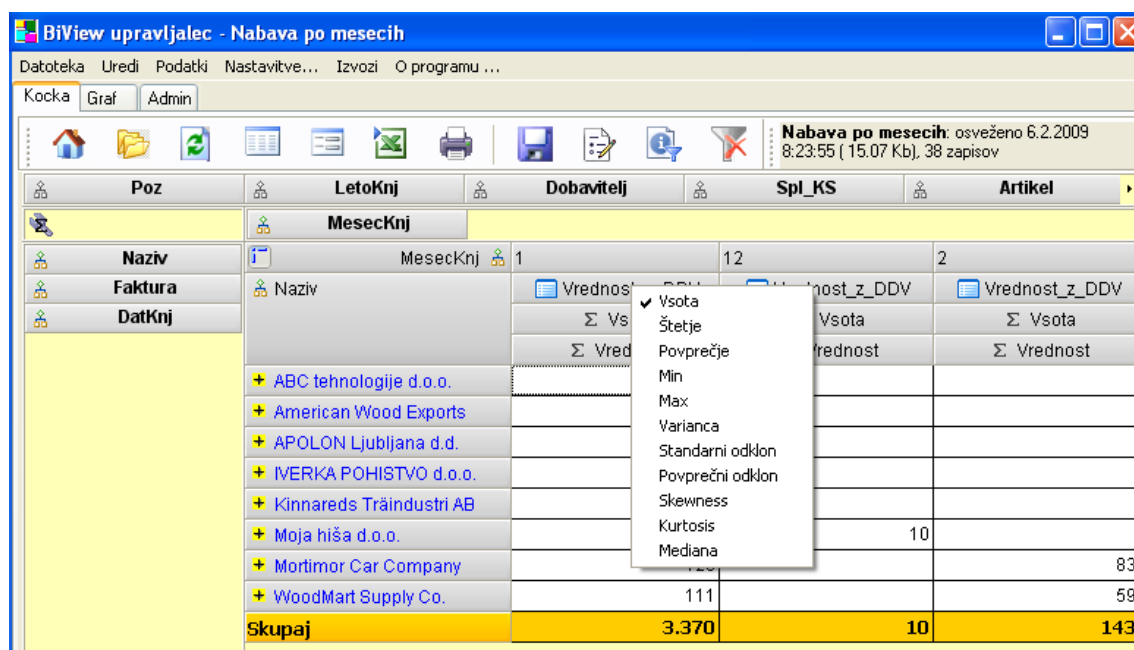 BiView upravljalec - Nabava po mesecih
Datoteka Uredi Podatki Nastavitve... Izvozi O programu ...
Kocka Graf Admin
Nabava po mesecih: osveženo 6.2.2009
8:23:55 ( 15.07 Kb), 38 zapisov
Poz LetoKnj Dobavitelj Spl_KS Artikel
MesecKnj
Naziv MesecKnj 1 12 2
Faktura Naziv Vrednost_z_DDV Vrednost_z_DDV
DatKnj Σ Vsota Σ Vsota
Σ Vrednost
Vsota
Štetje
Povprečje
Min
Max
Varianca
Standarni odklon
Povprečni odklon
Skewness
Kurtosis
Mediana
ABC tehnologije d.o.o.
American Wood Exports
APOLON Ljubljana d.d.
IVERKA POHISTVO d.o.o.
Kinnareds Träindustri AB
Moja hiša d.o.o. 10
Mortimor Car Company 83
WoodMart Supply Co. 111 59
Skupaj 3.370 10 143